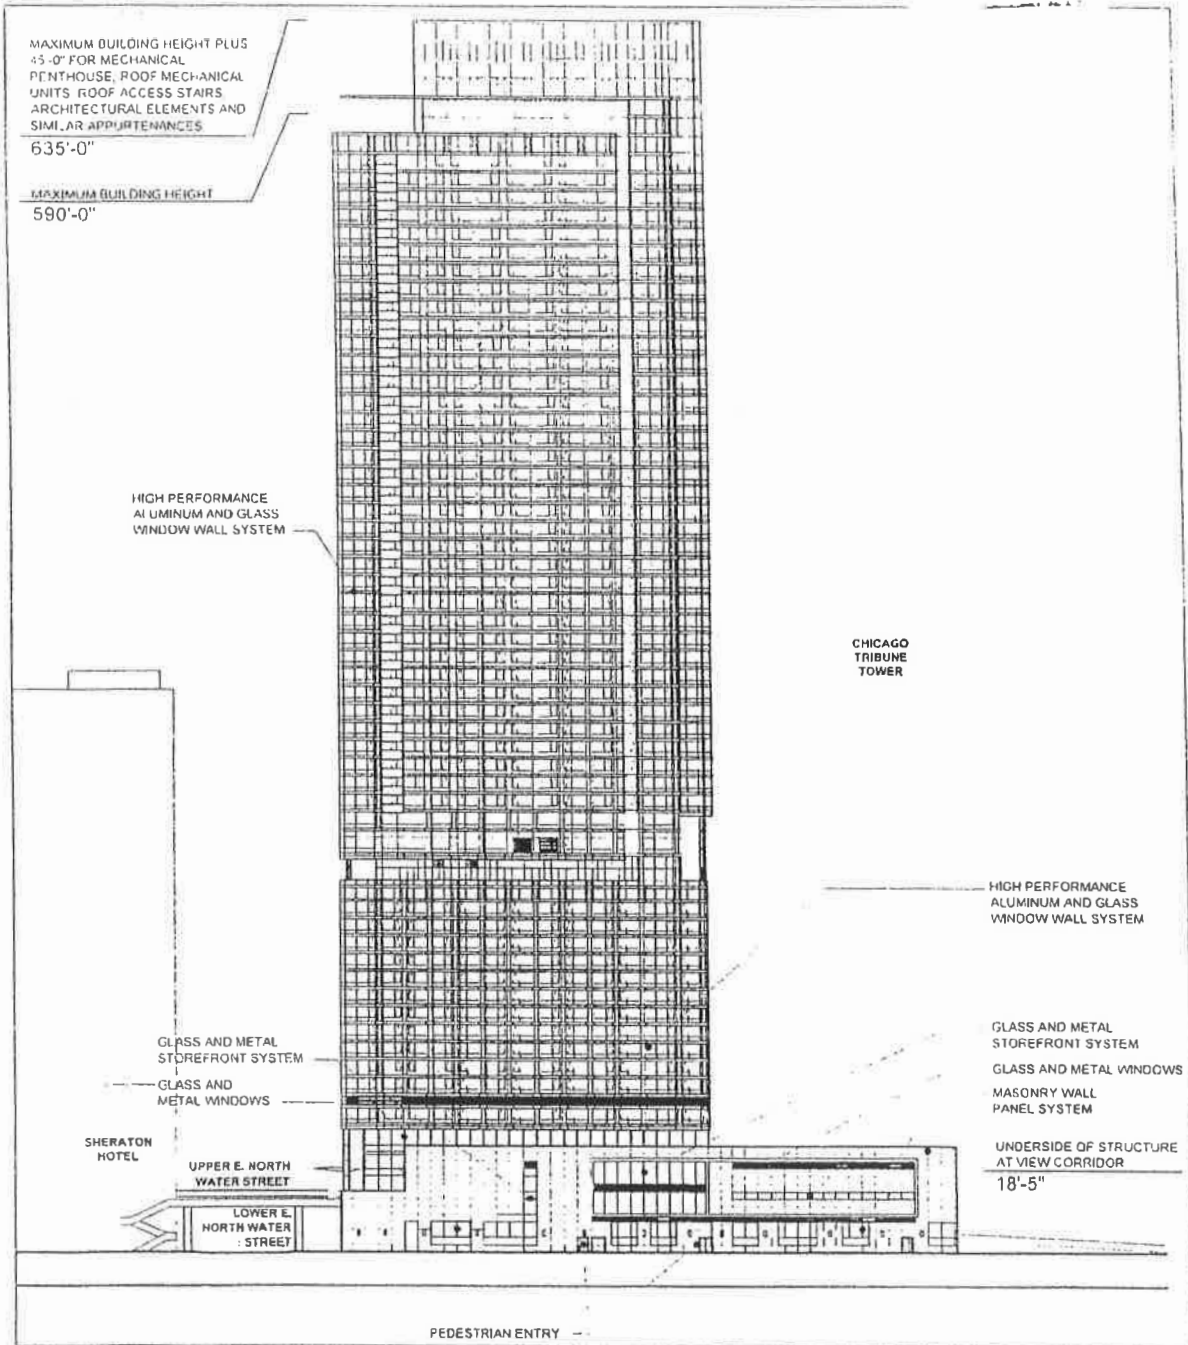 MAXIMUM BUILDING HEIGHT PLUS
45'-0" FOR MECHANICAL
PENTHOUSE, ROOF MECHANICAL
UNITS ROOF ACCESS STAIRS
ARCHITECTURAL ELEMENTS AND
SIMILAR APPURTENANCES
635'-0"
MAXIMUM BUILDING HEIGHT
590'-0"
HIGH PERFORMANCE
ALUMINUM AND GLASS
WINDOW WALL SYSTEM
CHICAGO
TRIBUNE
TOWER
HIGH PERFORMANCE
ALUMINUM AND GLASS
WINDOW WALL SYSTEM
GLASS AND METAL
STOREFRONT SYSTEM
GLASS AND
METAL WINDOWS
GLASS AND METAL
STOREFRONT SYSTEM
GLASS AND METAL WINDOWS
MASONRY WALL
PANEL SYSTEM
SHERATON
HOTEL
UPPER E. NORTH
WATER STREET
UNDERSIDE OF STRUCTURE
AT VIEW CORRIDOR
18'-5"
LOWER E.
NORTH WATER
STREET
PEDESTRIAN ENTRY